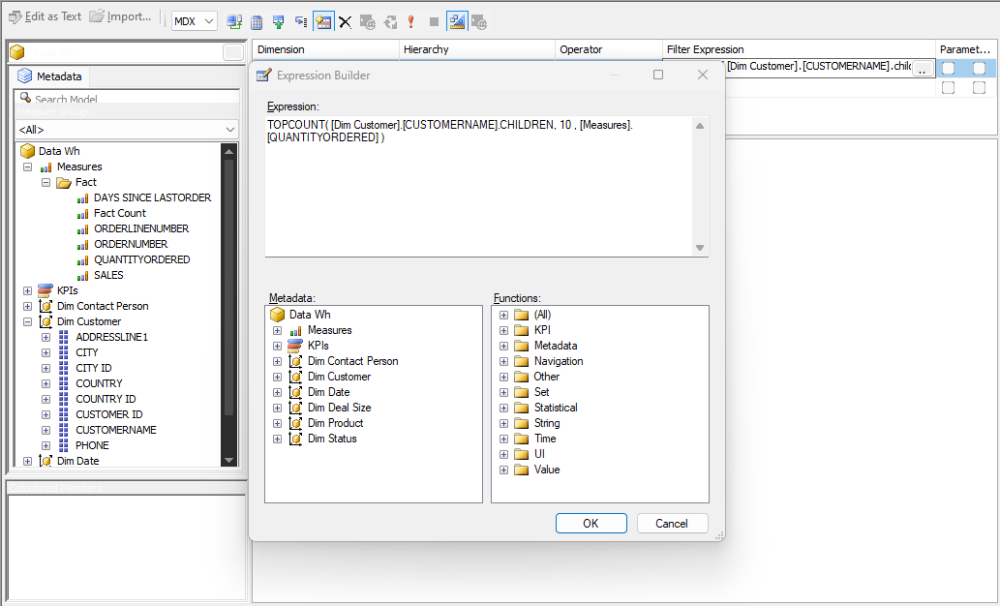 Edit as Text Import... MDX
Dimension Hierarchy Operator Filter Expression Paramet...
[Dim Customer].[CUSTOMERNAME].chil ..
Metadata
Search Model
Measure Group:
<All>
Data Wh
Measures
Fact
DAYS SINCE LASTORDER
Fact Count
ORDERLINENUMBER
ORDERNUMBER
QUANTITYORDERED
SALES
KPIs
Dim Contact Person
Dim Customer
ADDRESSLINE1
CITY
CITY ID
COUNTRY
COUNTRY ID
CUSTOMER ID
CUSTOMERNAME
PHONE
Dim Date
Calculated Members
Expression Builder
Expression:
TOPCOUNT( [Dim Customer].[CUSTOMERNAME].CHILDREN, 10 , [Measures].
[QUANTITYORDERED] )
Metadata:
Data Wh
Measures
KPIs
Dim Contact Person
Dim Customer
Dim Date
Dim Deal Size
Dim Product
Dim Status
Functions:
(All)
KPI
Metadata
Navigation
Other
Set
Statistical
String
Time
UI
Value
OK Cancel